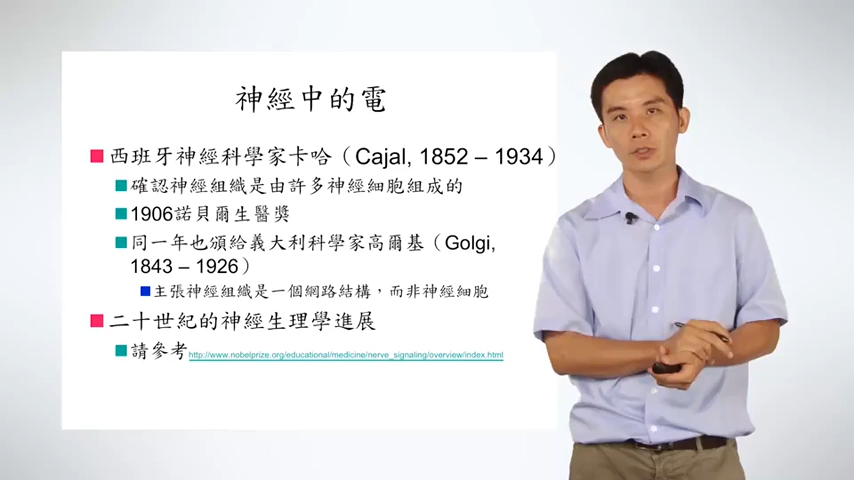 神經中的電
西班牙神經科學家卡哈（Cajal, 1852 – 1934）
確認神經組織是由許多神經細胞組成的
1906諾貝爾生醫獎
同一年也頒給義大利科學家高爾基（Golgi,
1843 – 1926）
主張神經組織是一個網路結構，而非神經細胞
二十世紀的神經生理學進展
請參考http://www.nobelprize.org/educational/medicine/nerve_signaling/overview/index.html